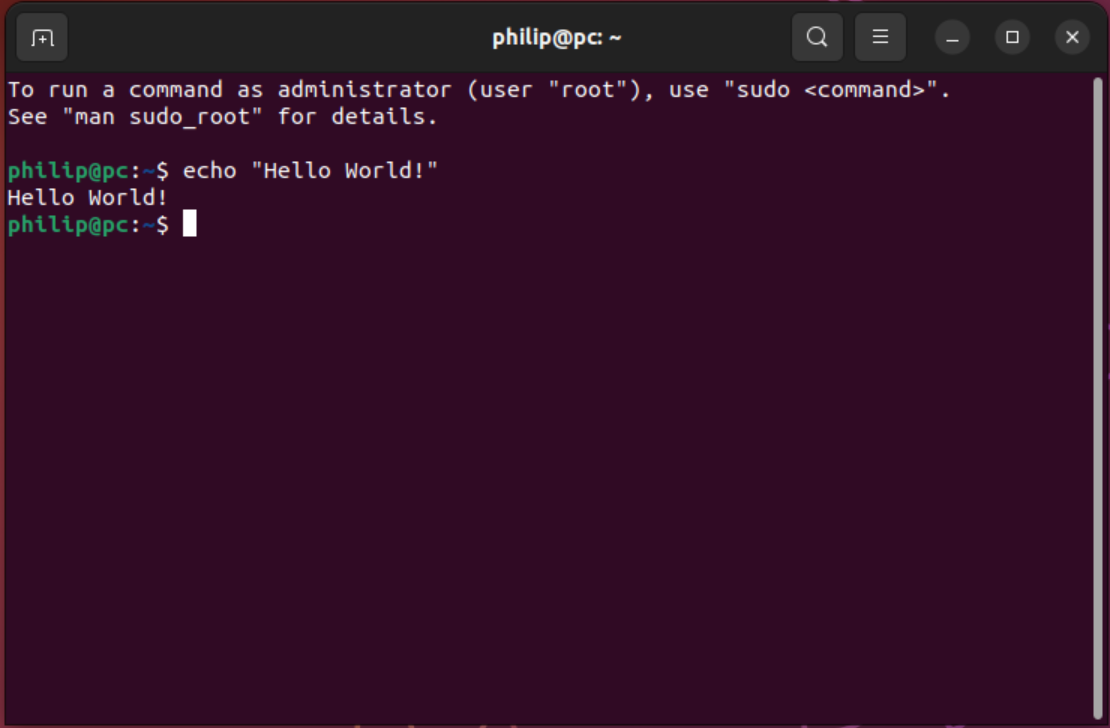 philip@pc: ~
To run a command as administrator (user "root"), use "sudo <command>".
See "man sudo_root" for details.
philip@pc:~$ echo "Hello World!"
Hello World!
philip@pc:~$